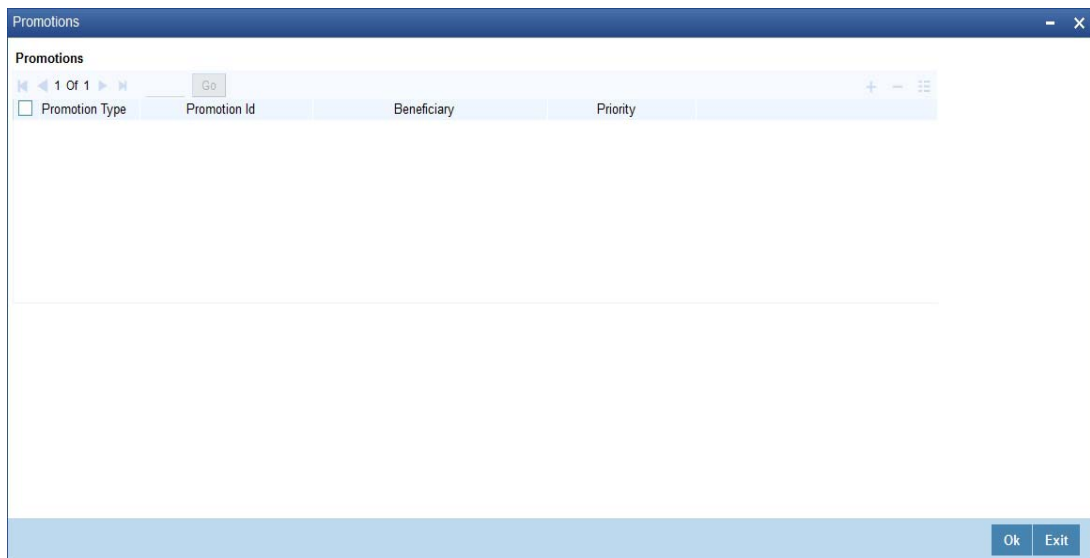 Promotions
Promotions
1 Of 1 Go
Promotion Type Promotion Id Beneficiary Priority
Ok Exit